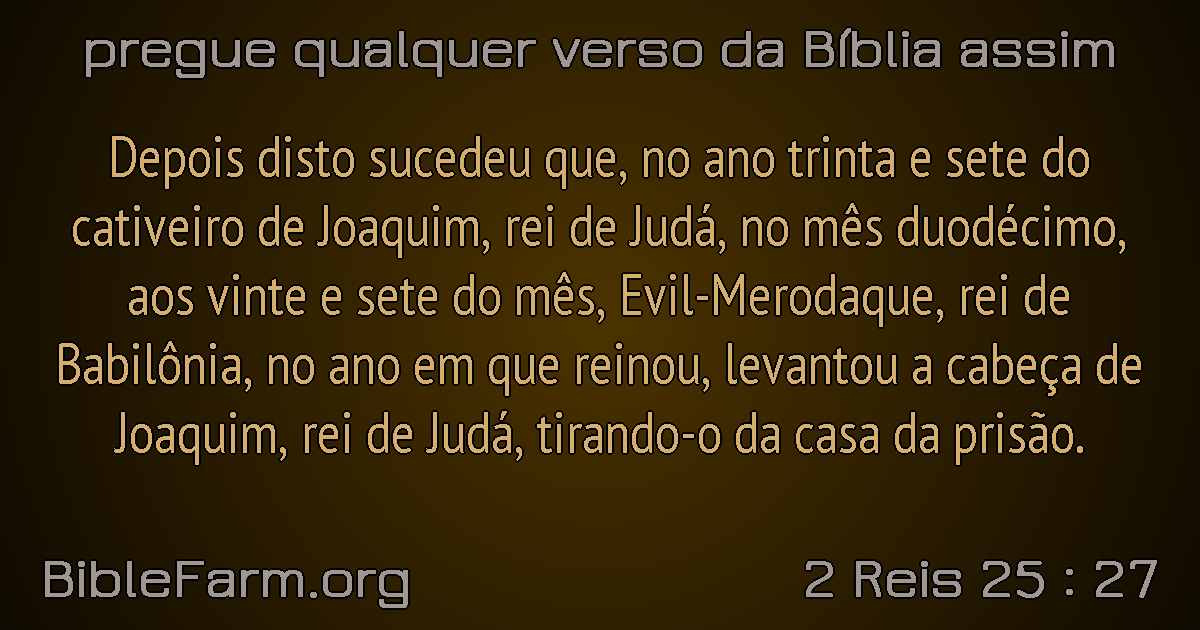 pregue qualquer verso da Bíblia assim
Depois disto sucedeu que, no ano trinta e sete do
cativeiro de Joaquim, rei de Judá, no mês duodécimo,
aos vinte e sete do mês, Evil-Merodaque, rei de
Babilônia, no ano em que reinou, levantou a cabeça de
Joaquim, rei de Judá, tirando-o da casa da prisão.
BibleFarm.org
2 Reis 25 : 27